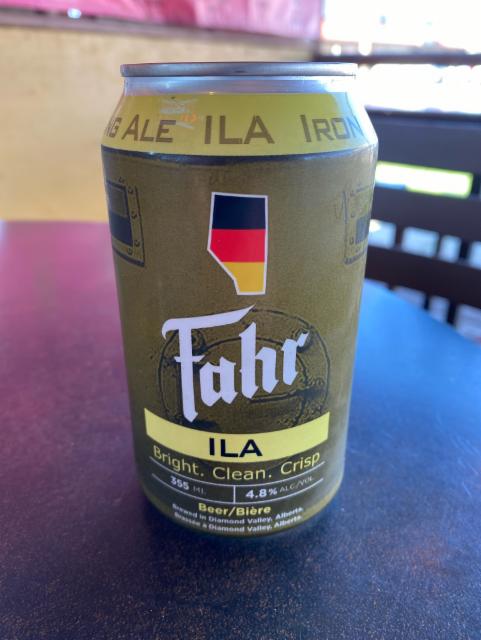 G ALE ILA IRON
Fahr
ILA
Bright. Clean. Crisp
355 ML 4.8% ALC/VOL
Beer/Bière
Brewed in Diamond Valley, Alberta.
Brassée à Diamond Valley, Alberta.